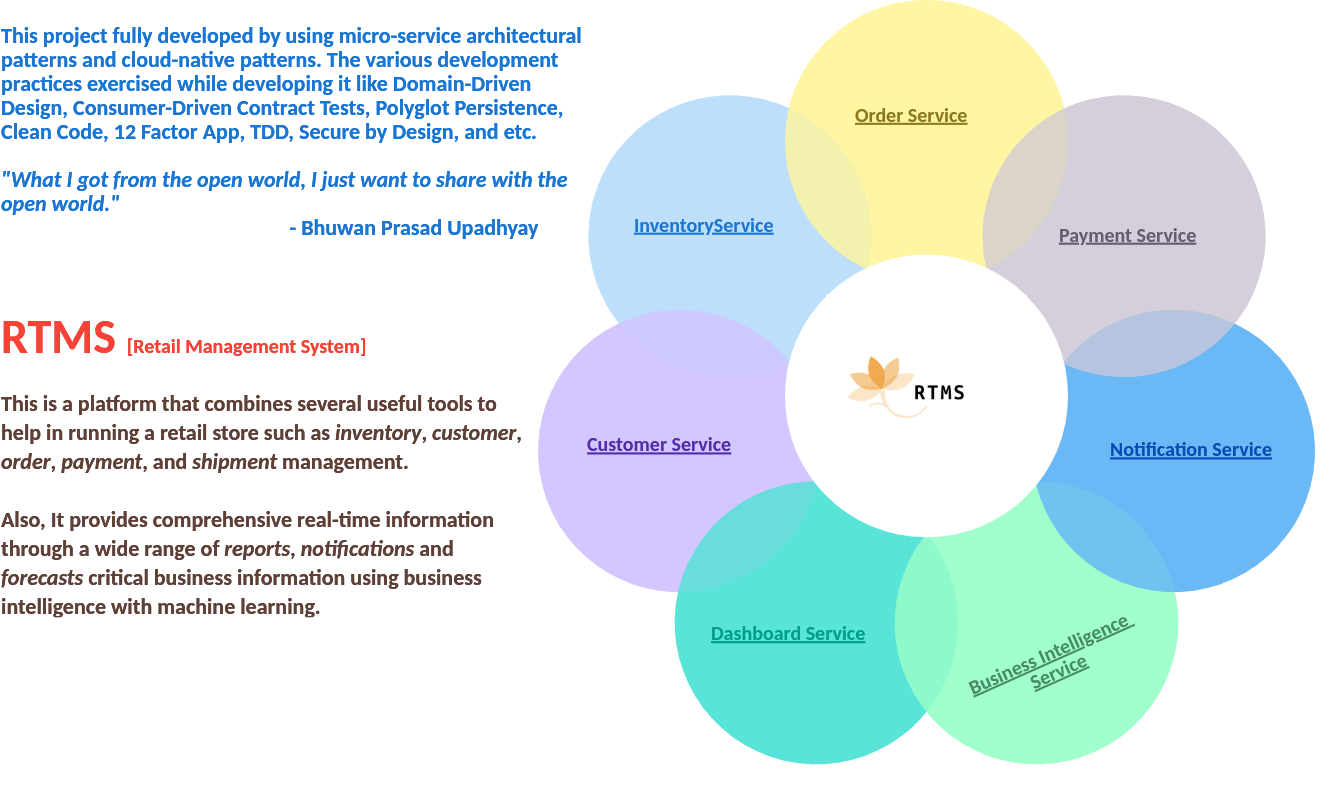 This project fully developed by using micro-service architectural
patterns and cloud-native patterns. The various development
practices exercised while developing it like Domain-Driven
Design, Consumer-Driven Contract Tests, Polyglot Persistence,
Clean Code, 12 Factor App, TDD, Secure by Design, and etc.
"What I got from the open world, I just want to share with the
open world."
- Bhuwan Prasad Upadhyay
RTMS [Retail Management System]
This is a platform that combines several useful tools to
help in running a retail store such as inventory, customer,
order, payment, and shipment management.
Also, It provides comprehensive real-time information
through a wide range of reports, notifications and
forecasts critical business information using business
intelligence with machine learning.
Order Service
InventoryService
Payment Service
RTMS
Customer Service
Notification Service
Dashboard Service
Business Intelligence
Service